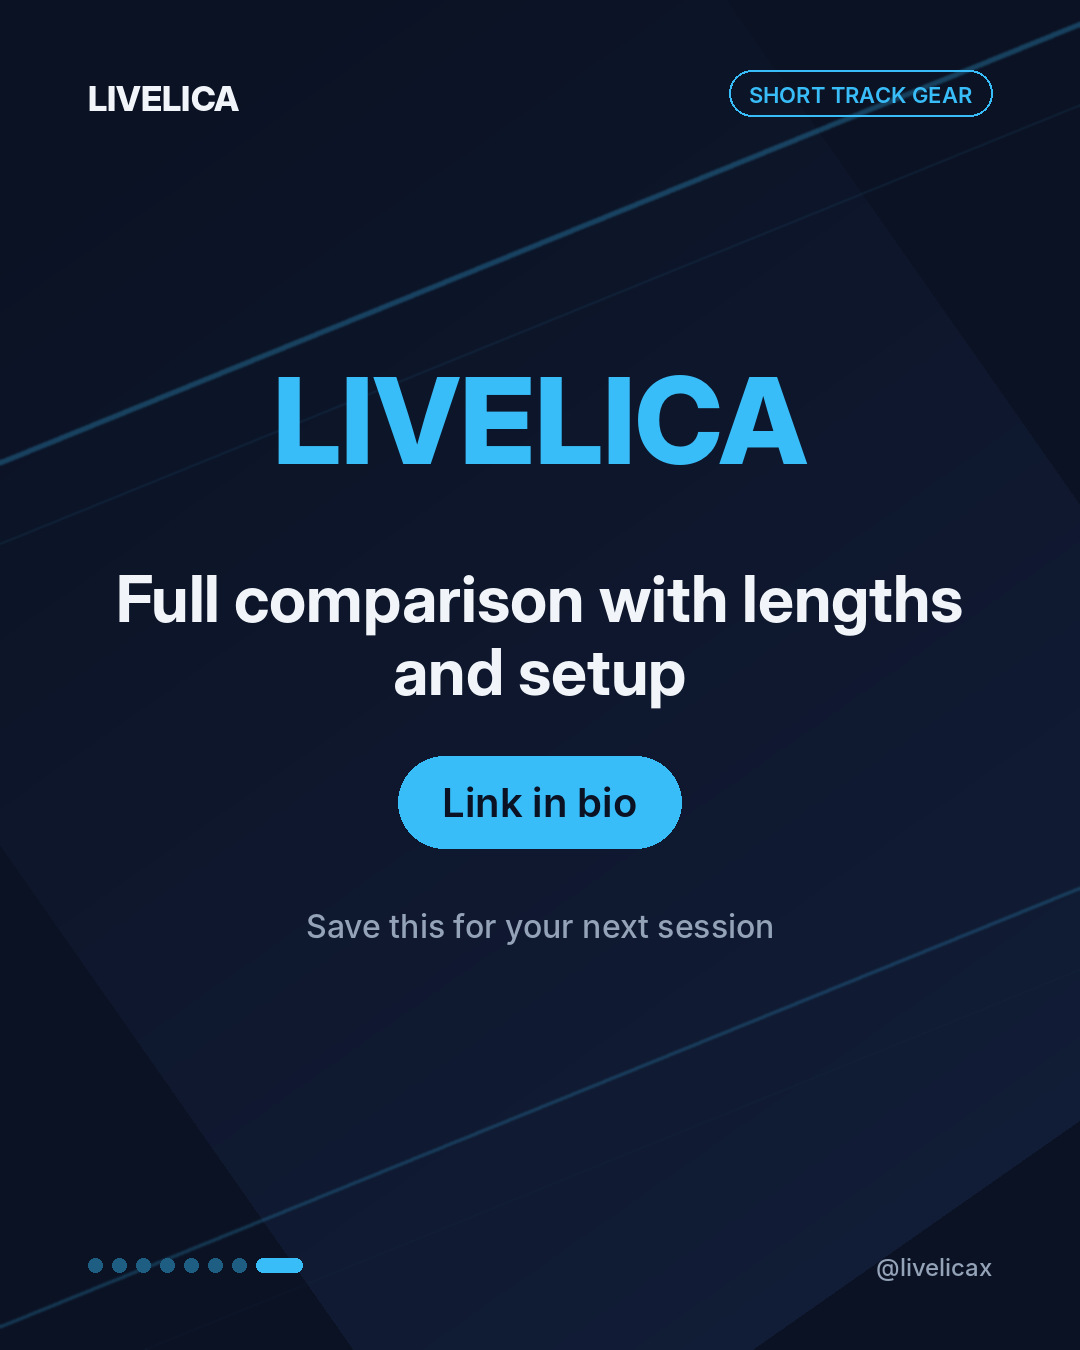 LIVELICA
SHORT TRACK GEAR
LIVELICA
Full comparison with lengths
and setup
Link in bio
Save this for your next session
@livelicax